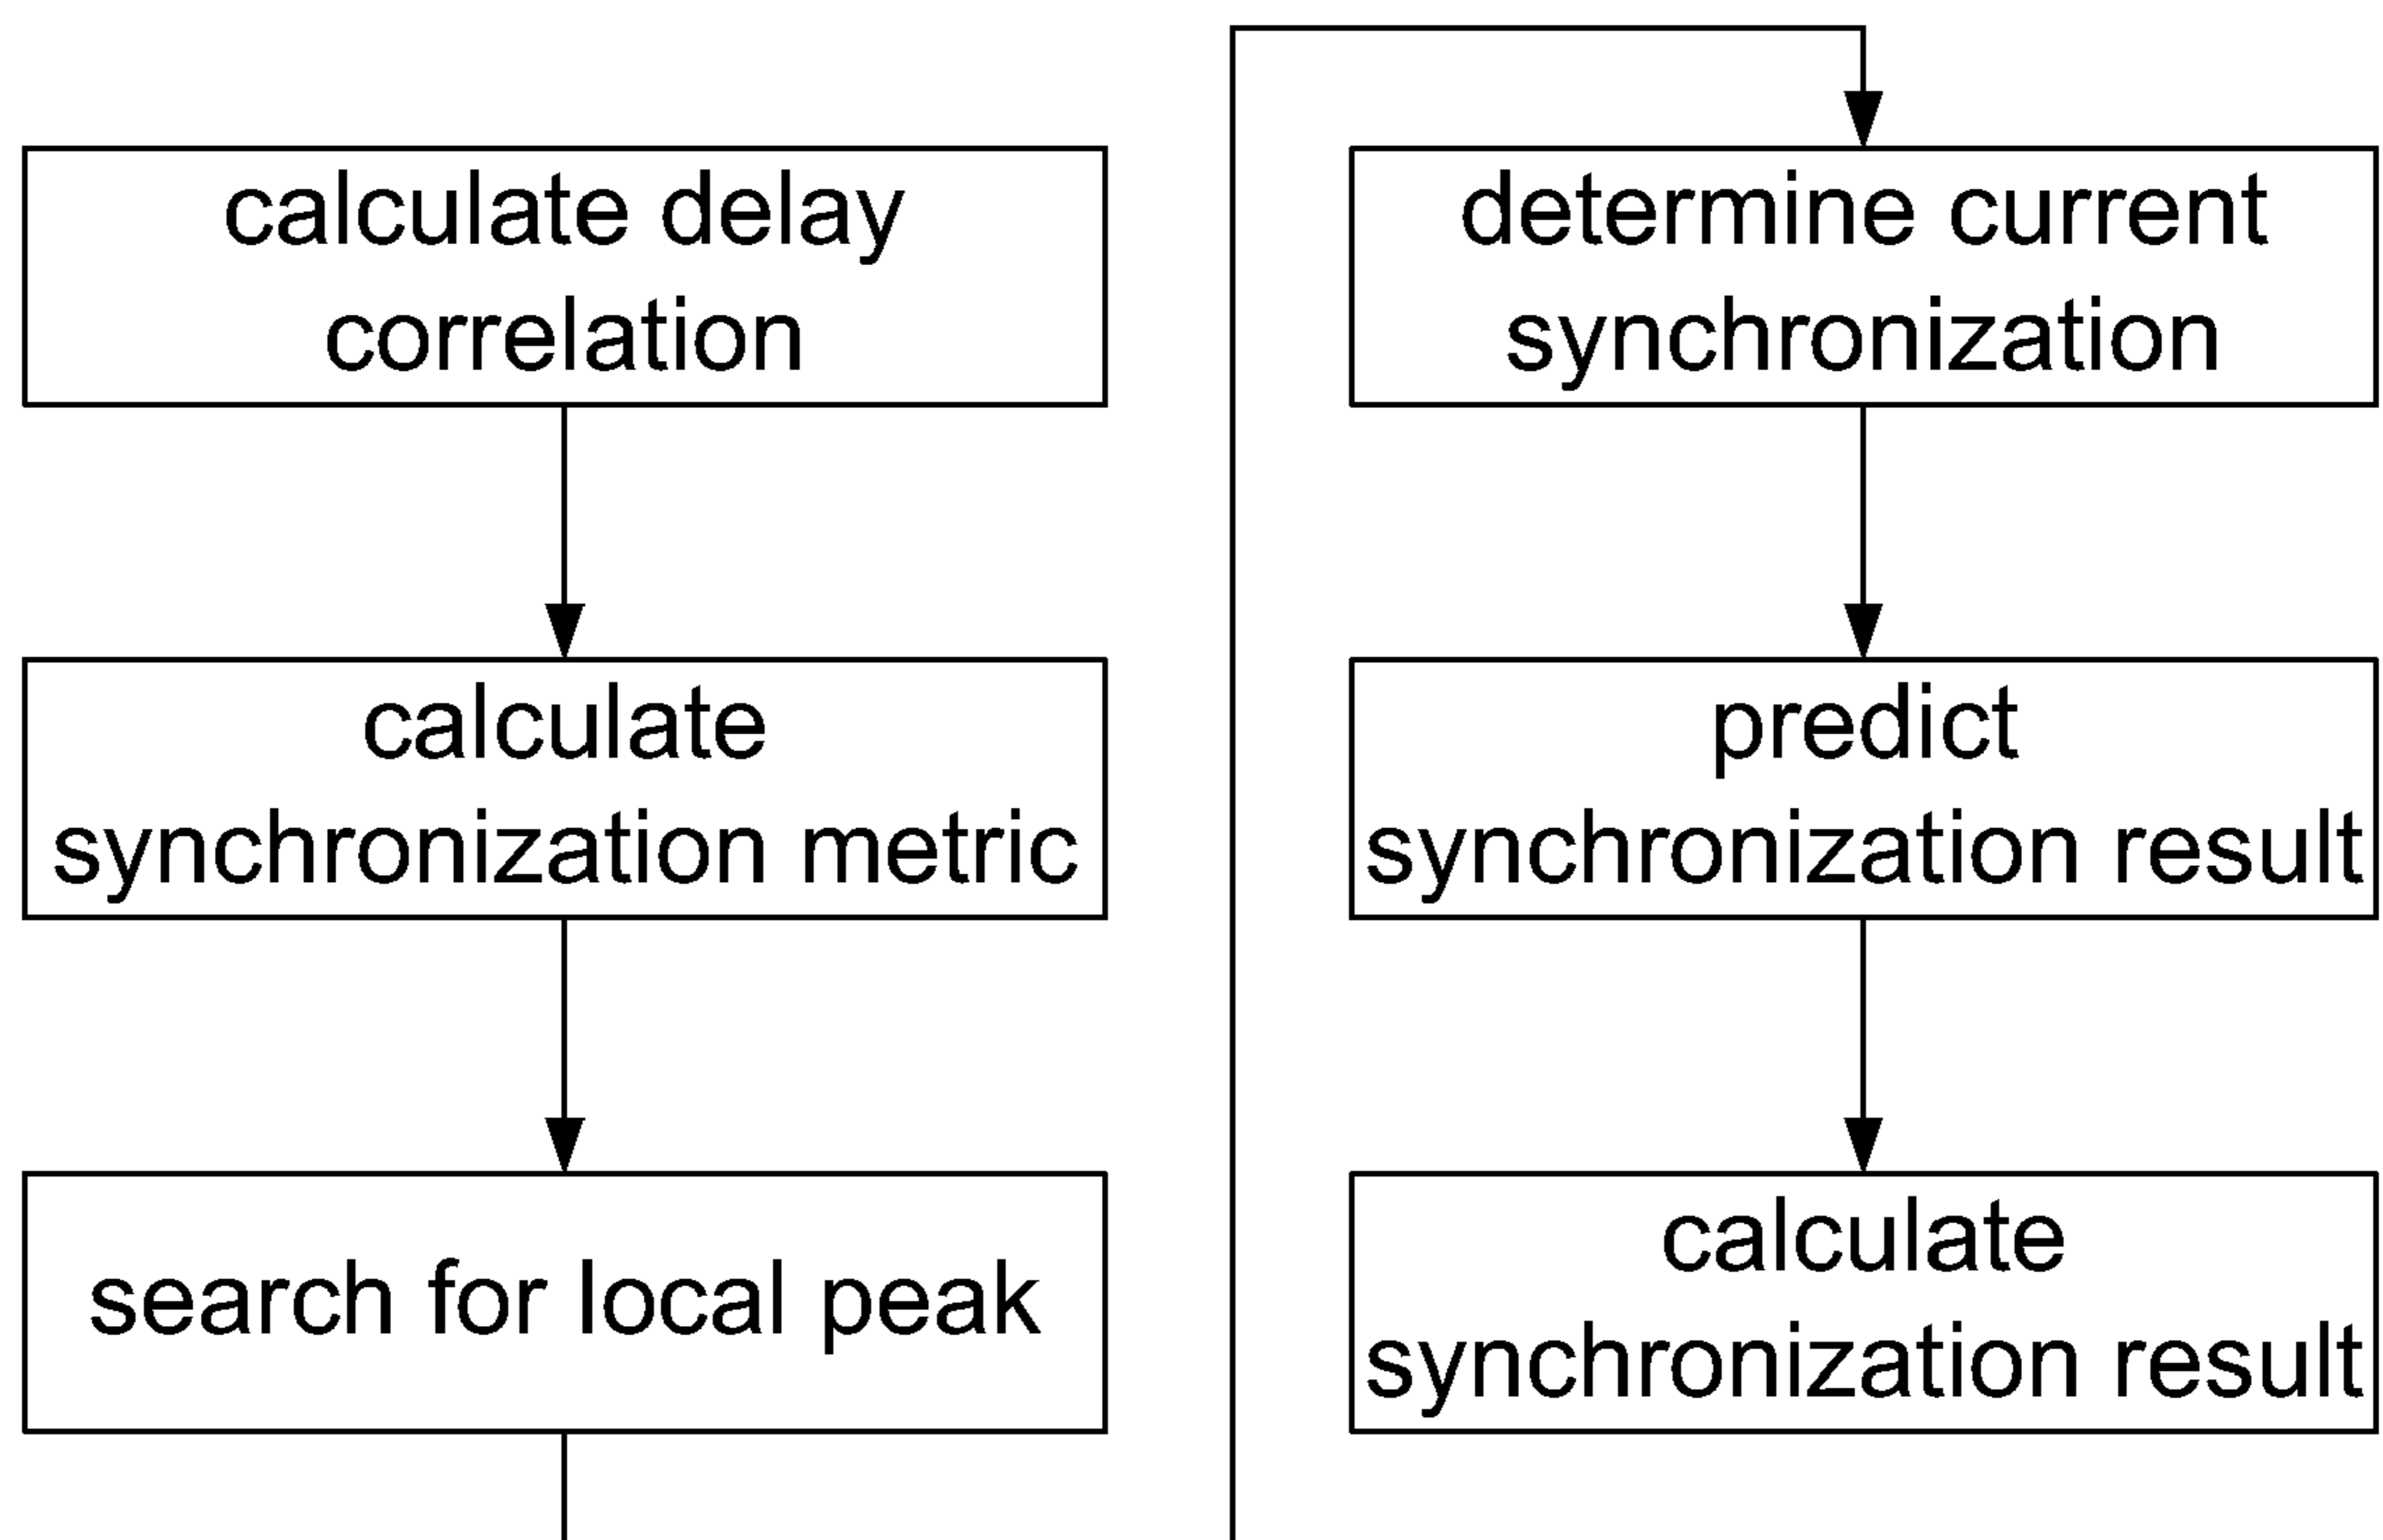 calculate delay
correlation
calculate
synchronization metric
search for local peak
determine current
synchronization
predict
synchronization result
calculate
synchronization result